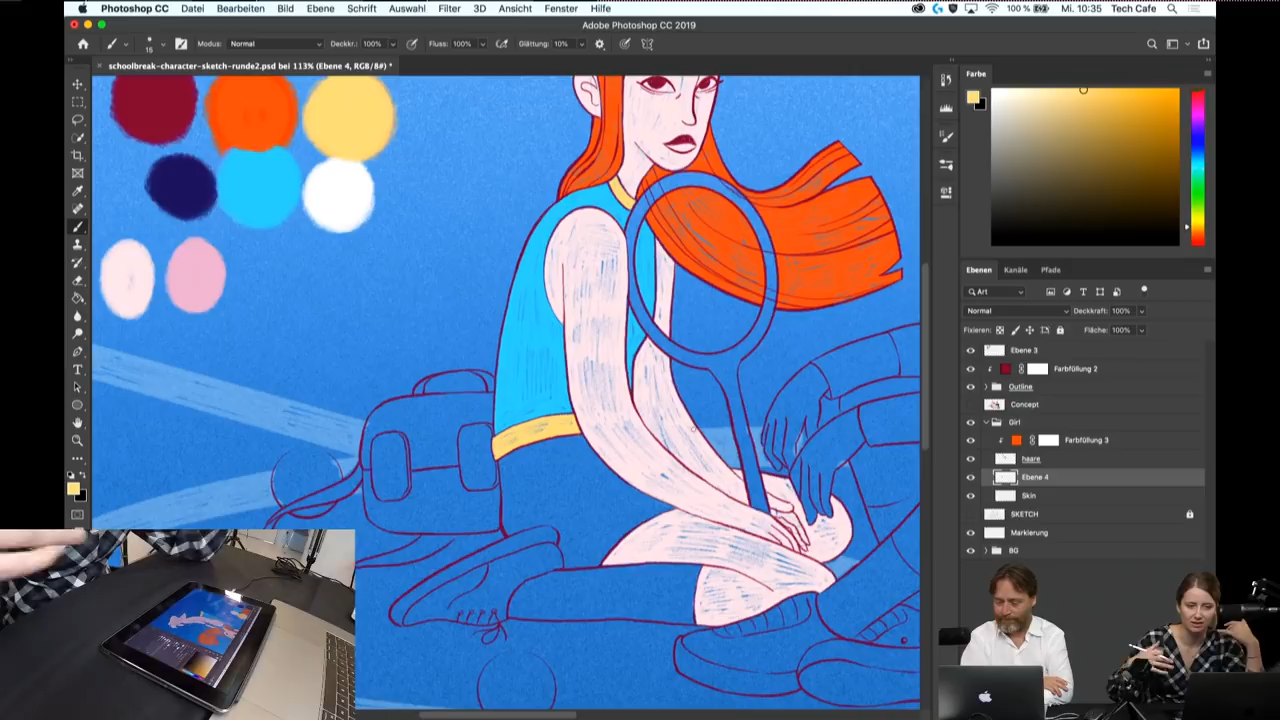 Photoshop CC Datei Bearbeiten Bild Ebene Schrift Auswahl Filter 3D Ansicht Fenster Hilfe 100 % Mi. 10:35 Tech Cafe
Adobe Photoshop CC 2019
15 Modus: Normal Deckkr.: 100% Fluss: 100% Glättung: 10%
× schoolbreak-character-sketch-runde2.psd bei 113% (Ebene 4, RGB/8#) *
Farbe
Ebenen Kanäle Pfade
Art
Normal Deckkraft: 100%
Fixieren: Fläche: 100%
Ebene 3
Farbfüllung 2
Outline
Concept
Girl
Farbfüllung 3
haare
Ebene 4
Skin
SKETCH
Markierung
BG